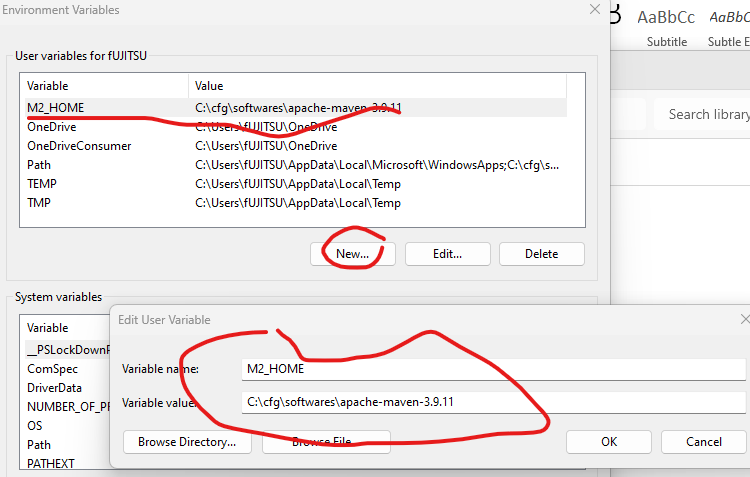 Environment Variables
AaBbCc AaBbC
Subtitle Subtle E
User variables for fUJITSU
Variable Value
M2_HOME C:\cfg\softwares\apache-maven-3.9.11
OneDrive C:\Users\fUJITSU\OneDrive
OneDriveConsumer C:\Users\fUJITSU\OneDrive
Path C:\Users\fUJITSU\AppData\Local\Microsoft\WindowsApps;C:\cfg\s...
TEMP C:\Users\fUJITSU\AppData\Local\Temp
TMP C:\Users\fUJITSU\AppData\Local\Temp
Search library
New... Edit... Delete
System variables
Variable
__PSLockDownP
ComSpec
DriverData
NUMBER_OF_PR
OS
Path
PATHEXT
Edit User Variable
Variable name: M2_HOME
Variable value: C:\cfg\softwares\apache-maven-3.9.11
Browse Directory... Browse File... OK Cancel